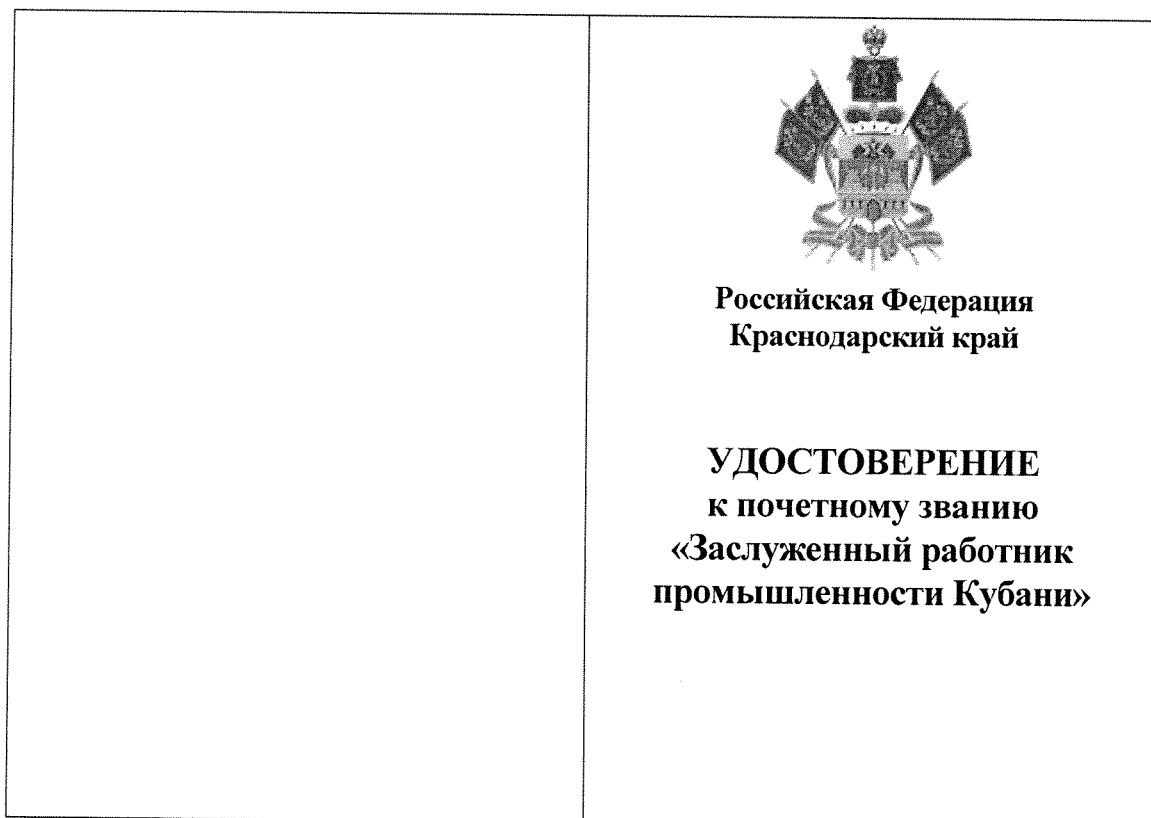 Российская Федерация
Краснодарский край
УДОСТОВЕРЕНИЕ
к почетному званию
«Заслуженный работник
промышленности Кубани»